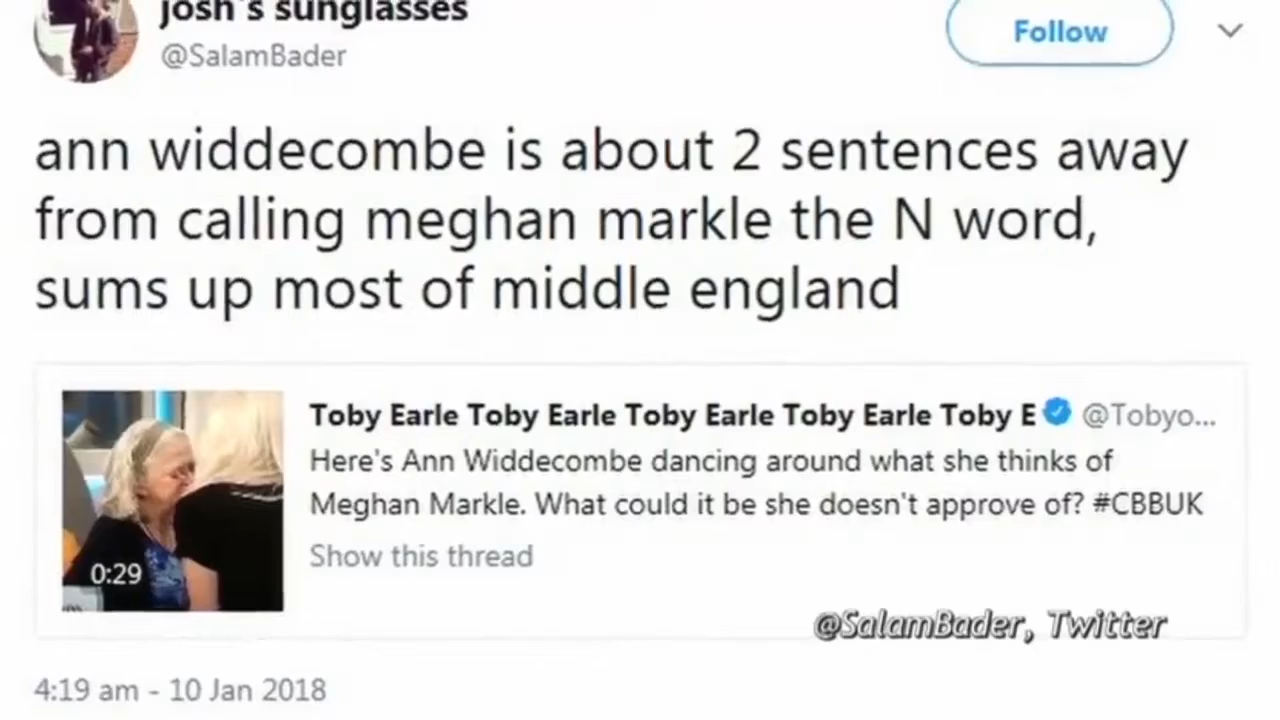 josh's sunglasses
@SalamBader
Follow
ann widdecombe is about 2 sentences away
from calling meghan markle the N word,
sums up most of middle england
Toby Earle Toby Earle Toby Earle Toby Earle Toby E @Tobyo...
Here's Ann Widdecombe dancing around what she thinks of
Meghan Markle. What could it be she doesn't approve of? #CBBUK
Show this thread
0:29
@SalamBader, Twitter
4:19 am - 10 Jan 2018